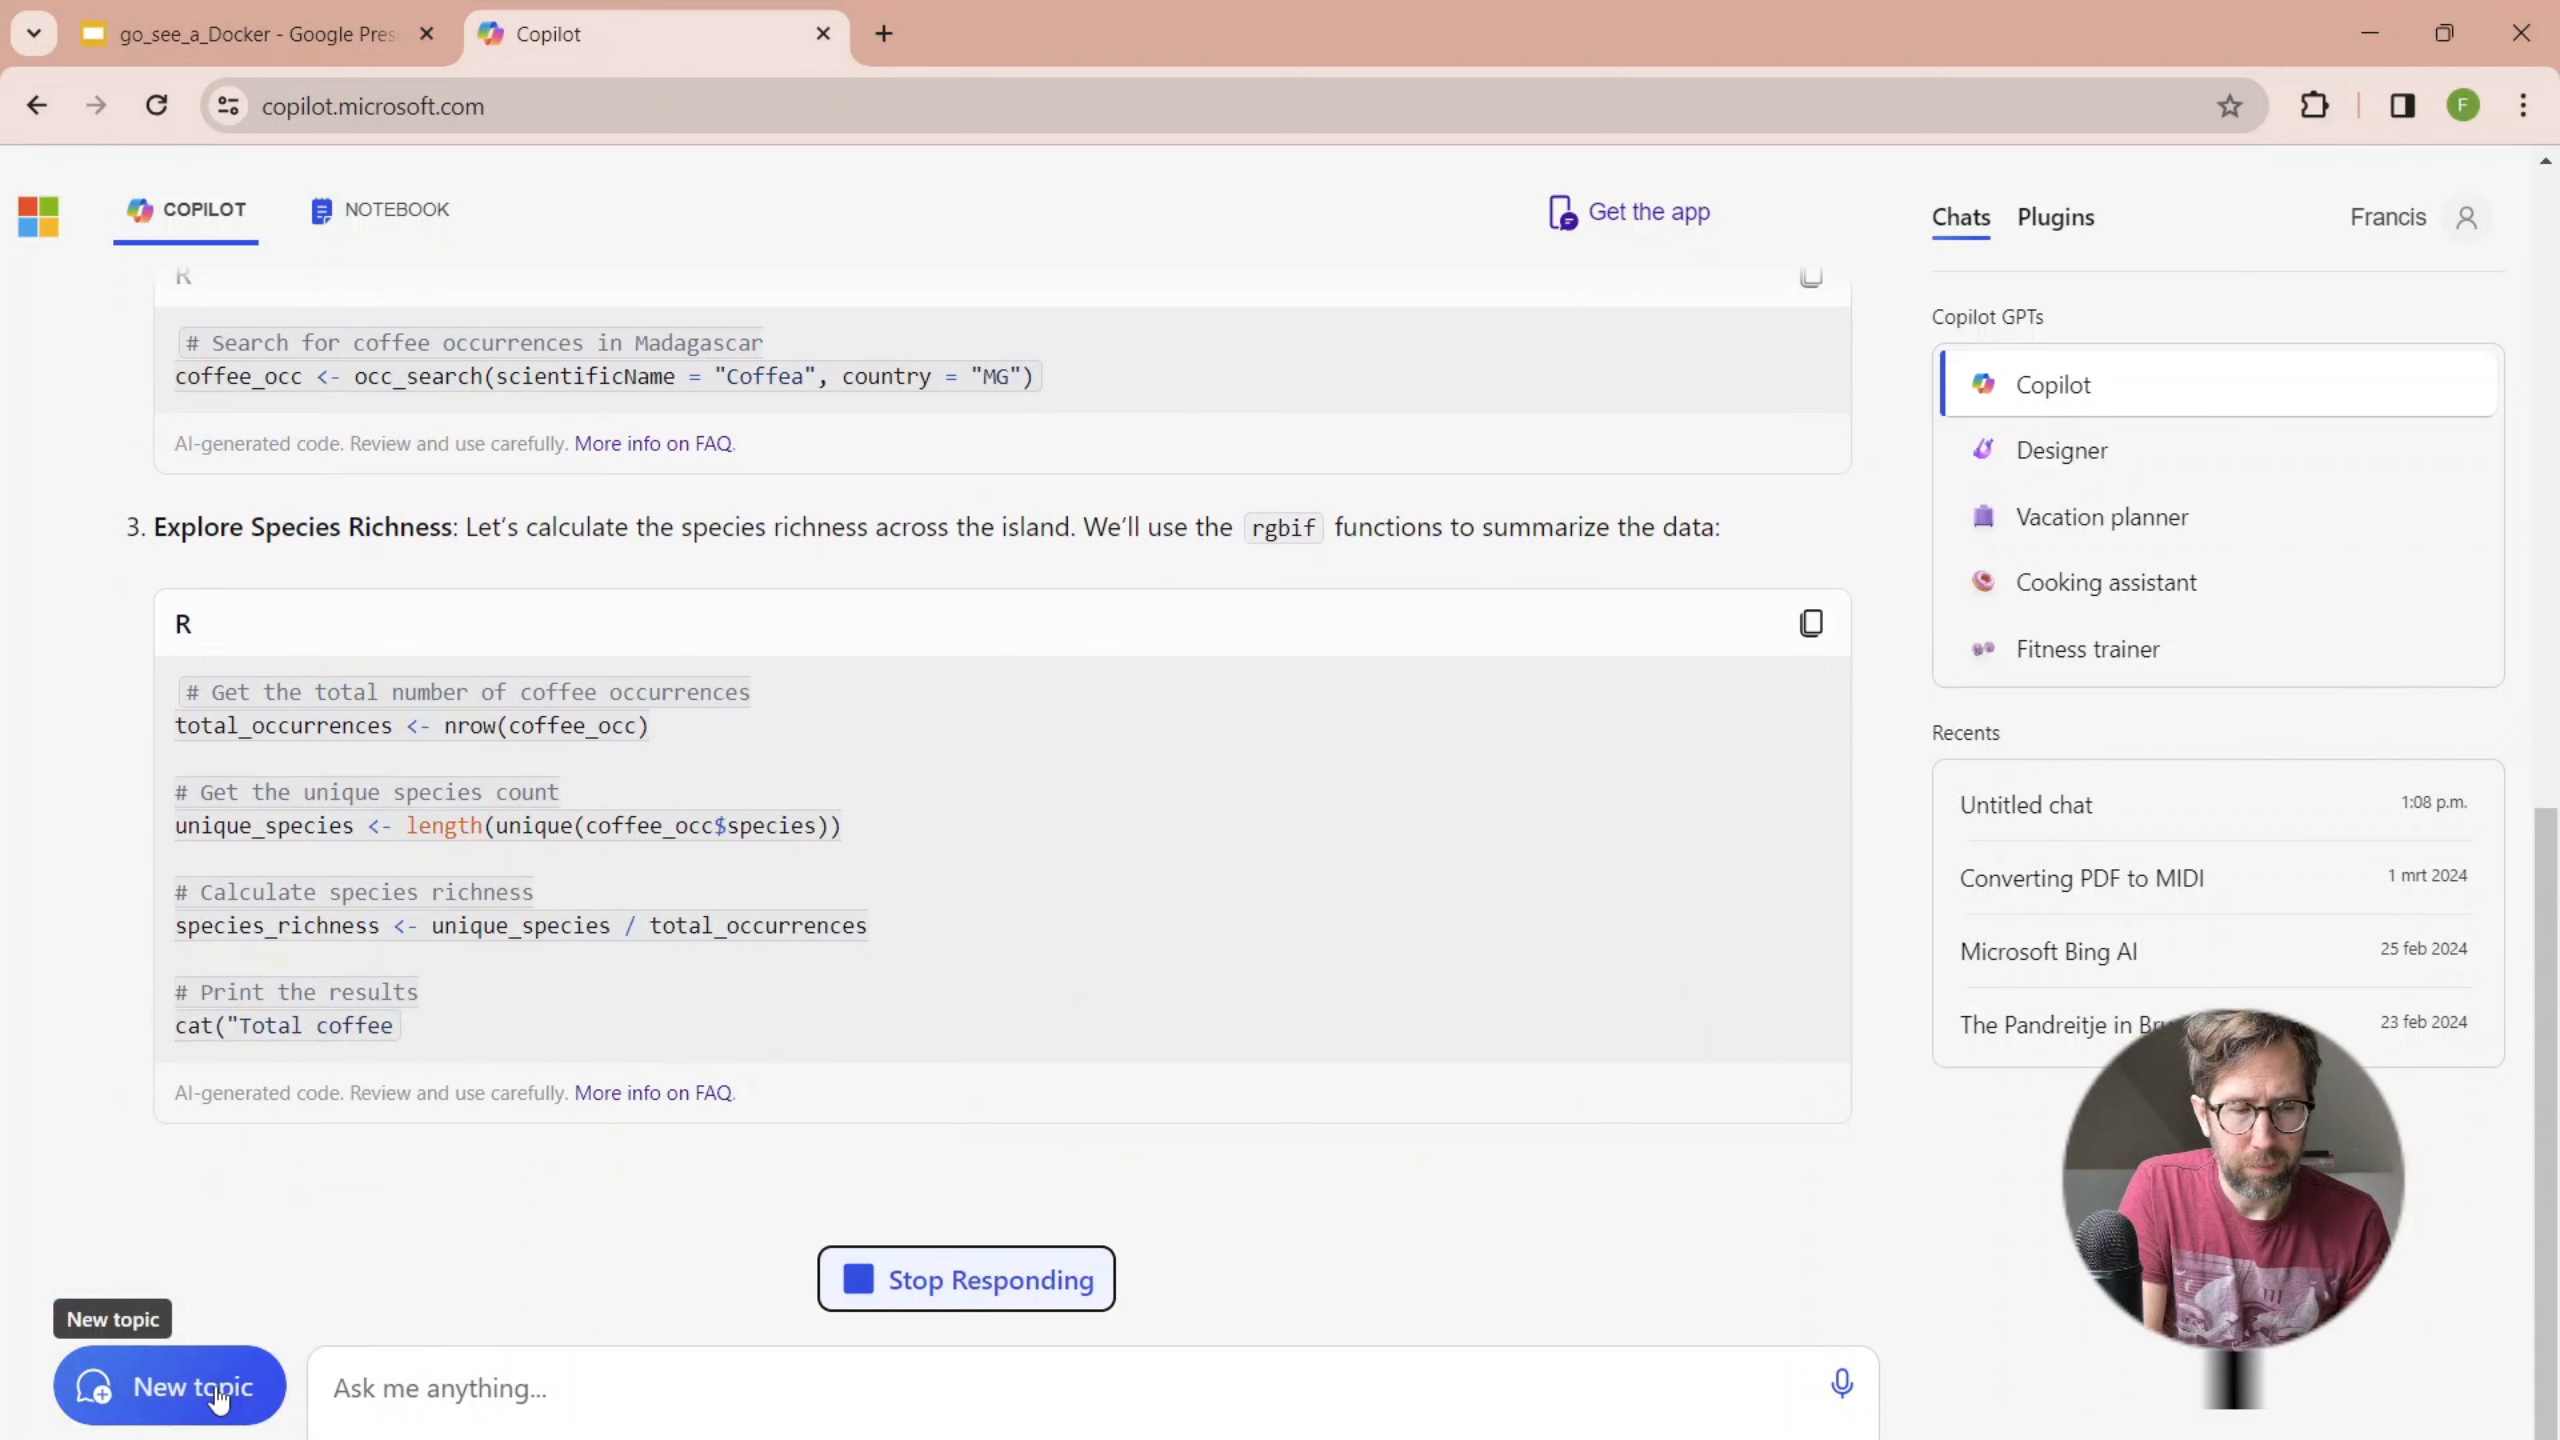 go_see_a_Docker - Google Pres
Copilot
copilot.microsoft.com
F
COPILOT
NOTEBOOK
Get the app
Chats
Plugins
Francis
R
# Search for coffee occurrences in Madagascar
coffee_occ <- occ_search(scientificName = "Coffea", country = "MG")
AI-generated code. Review and use carefully. More info on FAQ.
3. Explore Species Richness: Let's calculate the species richness across the island. We'll use the rgbif functions to summarize the data:
R
# Get the total number of coffee occurrences
total_occurrences <- nrow(coffee_occ)
# Get the unique species count
unique_species <- length(unique(coffee_occ$species))
# Calculate species richness
species_richness <- unique_species / total_occurrences
# Print the results
cat("Total coffee
AI-generated code. Review and use carefully. More info on FAQ.
Stop Responding
New topic
New topic
Ask me anything...
Copilot GPTs
Copilot
Designer
Vacation planner
Cooking assistant
Fitness trainer
Recents
Untitled chat 1:08 p.m.
Converting PDF to MIDI 1 mrt 2024
Microsoft Bing AI 25 feb 2024
The Pandreitje in Br 23 feb 2024